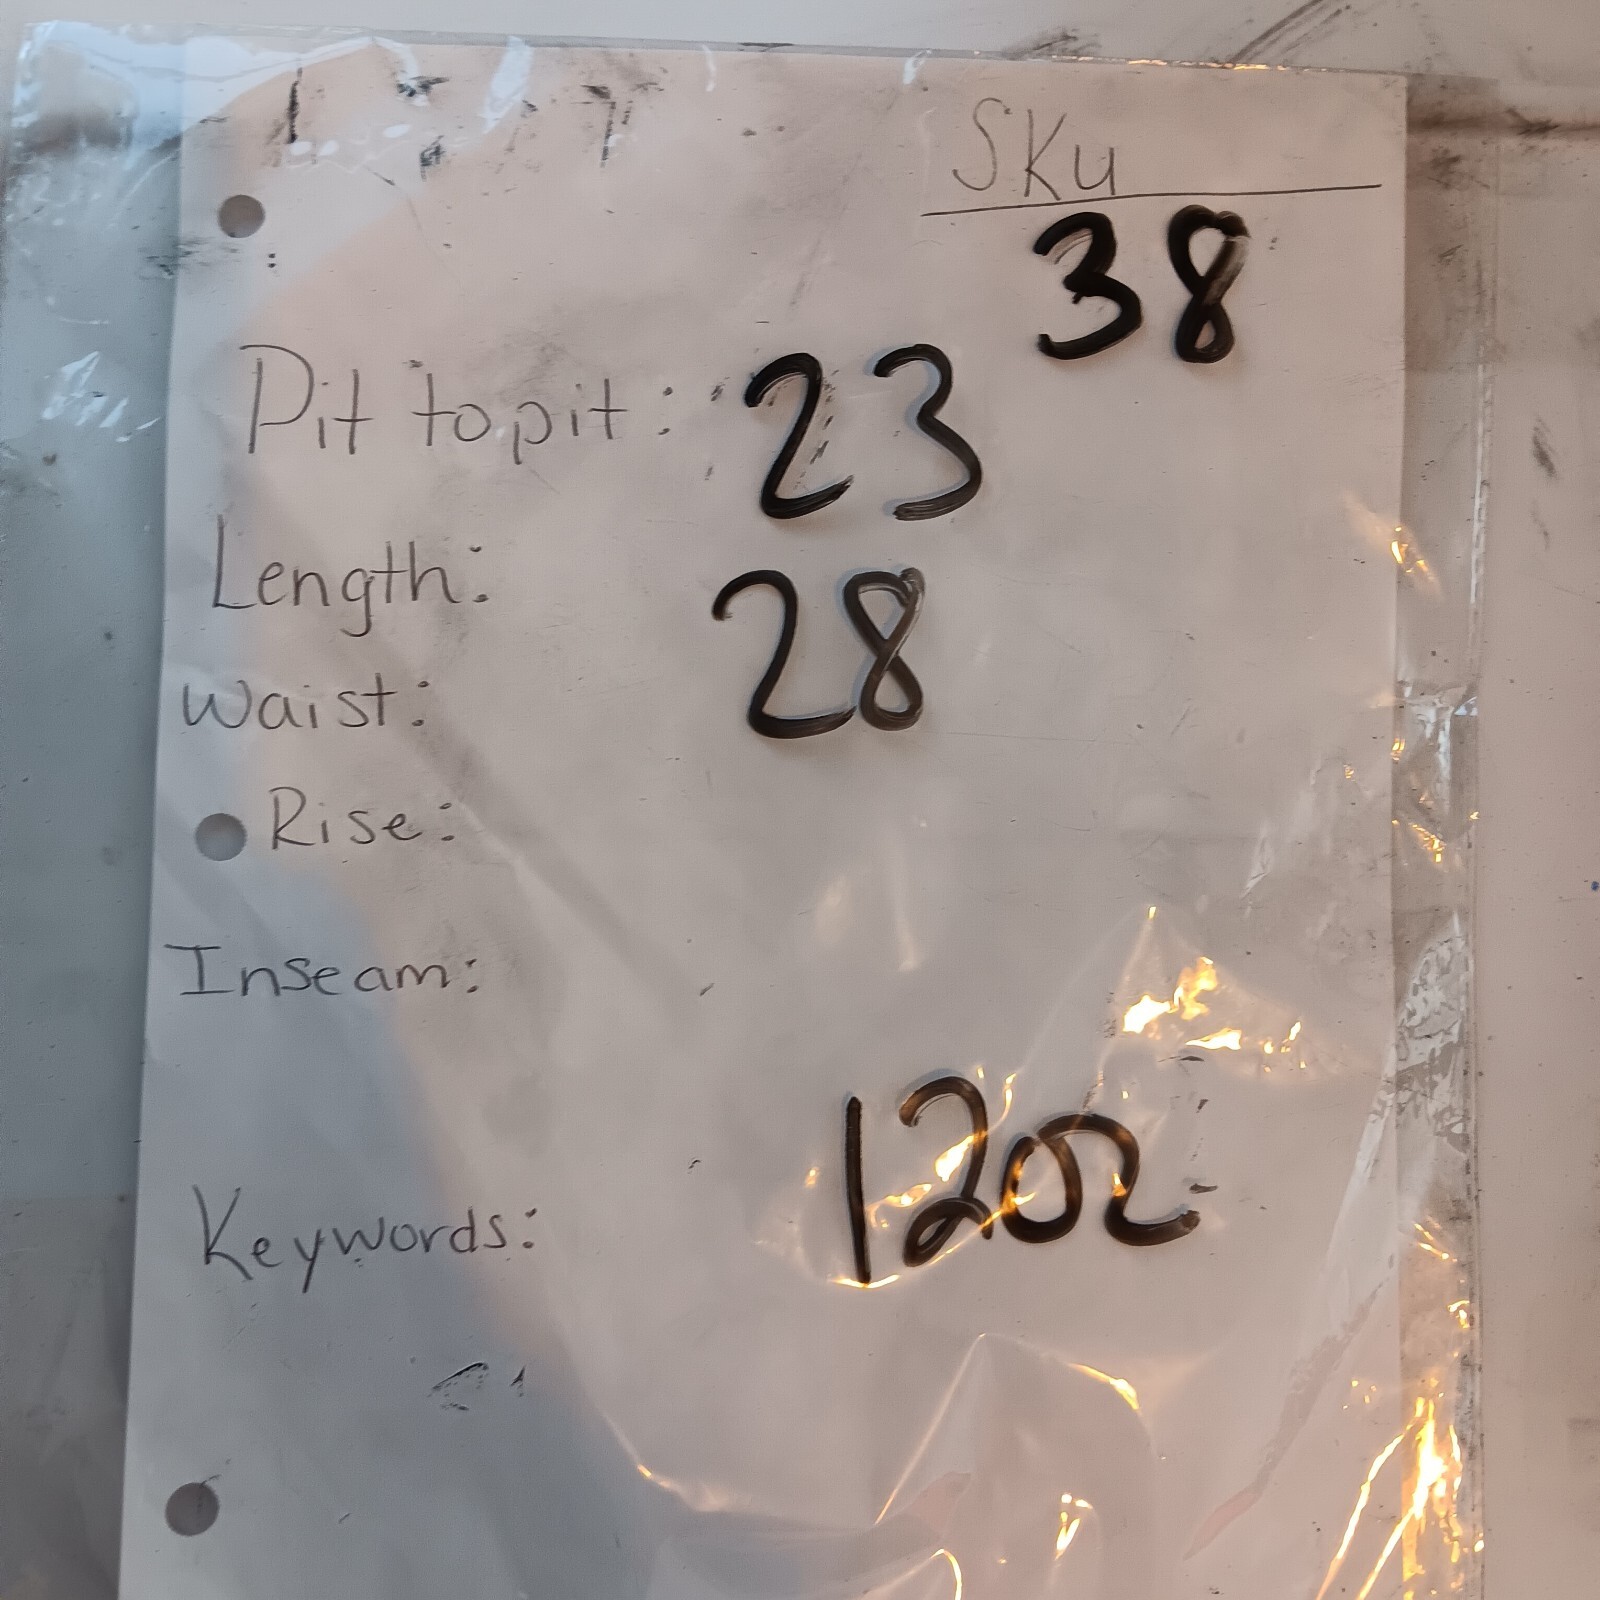 SKU
38
Pit to pit: 23
Length: 28
Waist:
Rise:
Inseam:
12oz
Keywords: